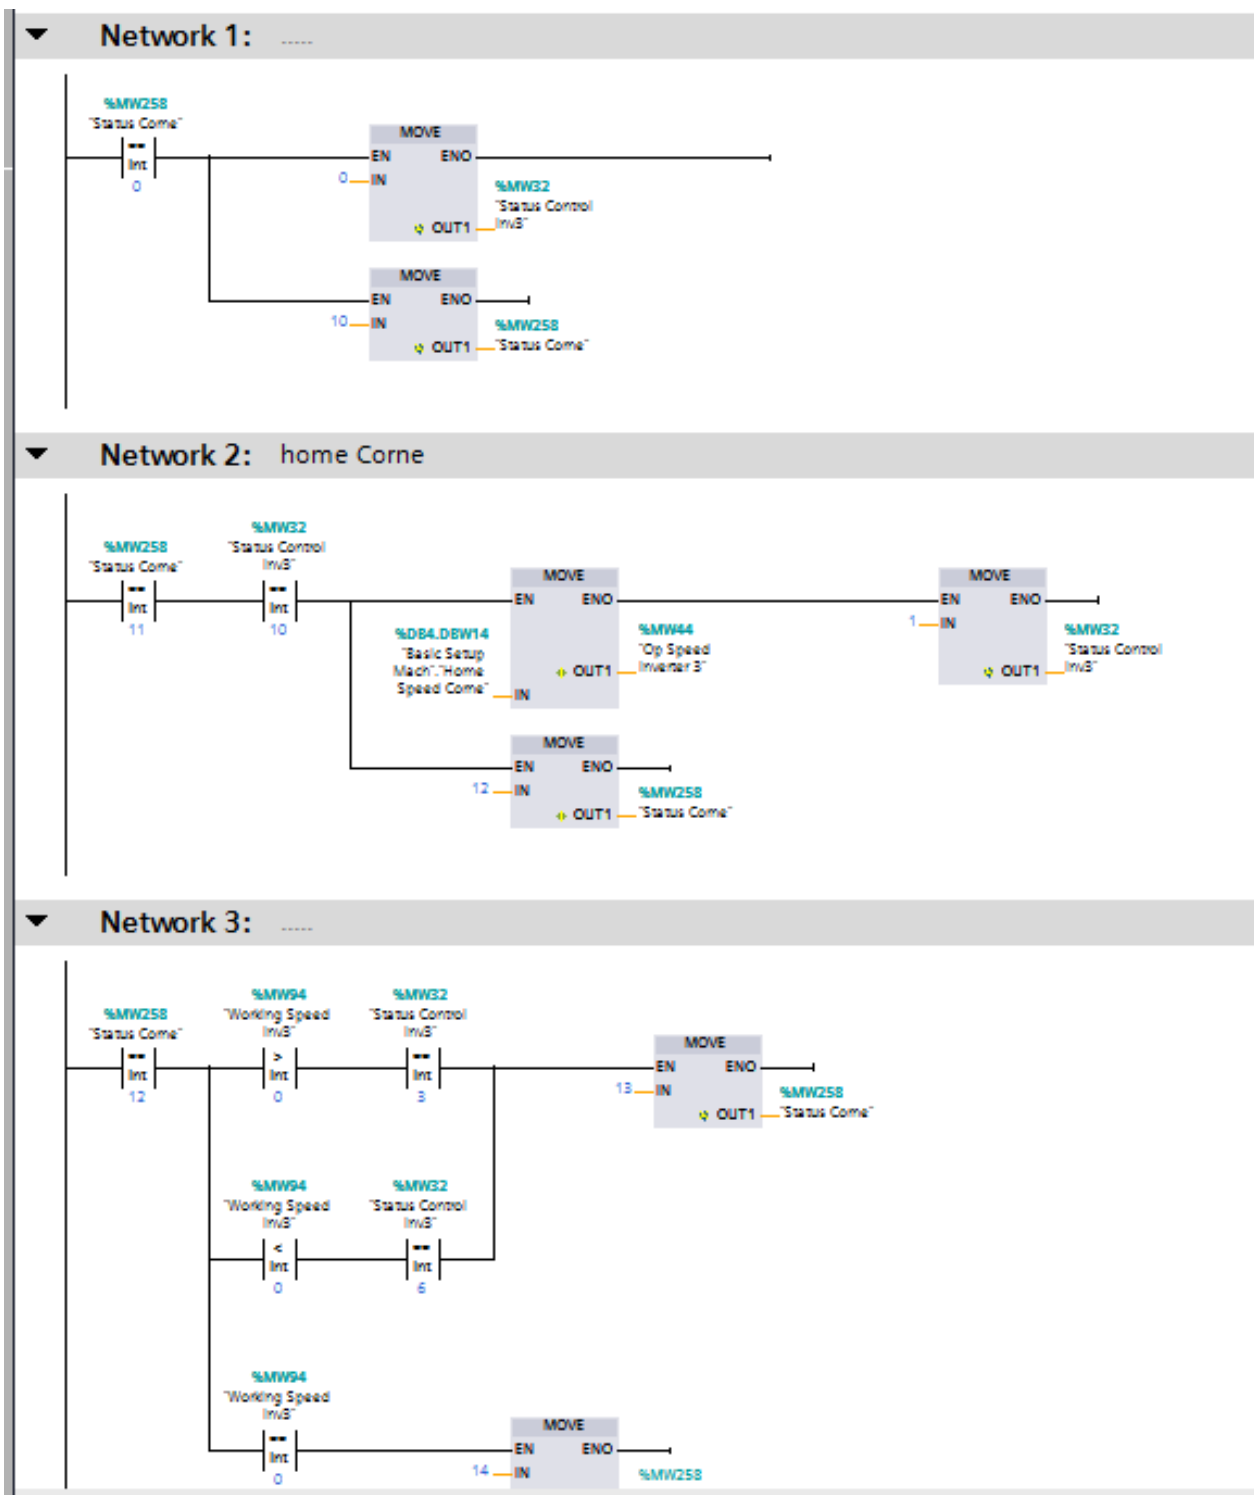 Network 1: .....
%MW258
"Status Corne"
==
Int
0
MOVE
EN ENO
0 IN
%MW32
"Status Control
Inv3"
OUT1
MOVE
EN ENO
10 IN
%MW258
OUT1 "Status Corne"
Network 2: home Corne
%MW258
"Status Corne"
==
Int
11
%MW32
"Status Control
Inv3"
==
Int
10
MOVE
EN ENO
%DB4.DBW14
"Basic Setup
Mach"."Home
Speed Corne"
IN
%MW44
"Op Speed
Inverter 3"
OUT1
MOVE
EN ENO
1 IN
%MW32
"Status Control
Inv3"
OUT1
MOVE
EN ENO
12 IN
%MW258
OUT1 "Status Corne"
Network 3: .....
%MW258
"Status Corne"
==
Int
12
%MW94
"Working Speed
Inv3"
>
Int
0
%MW32
"Status Control
Inv3"
==
Int
3
MOVE
EN ENO
13 IN
%MW258
OUT1 "Status Corne"
%MW94
"Working Speed
Inv3"
<
Int
0
%MW32
"Status Control
Inv3"
==
Int
6
%MW94
"Working Speed
Inv3"
==
Int
0
MOVE
EN ENO
14 IN
%MW258